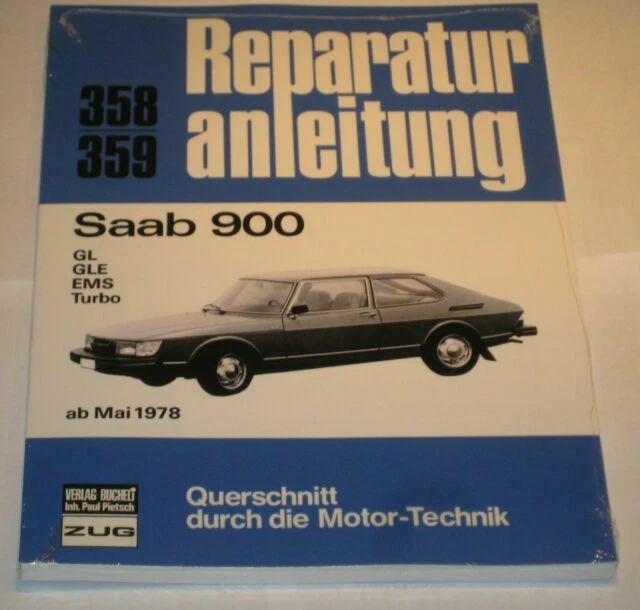 358
359
Reparatur
anleitung
Saab 900
GL
GLE
EMS
Turbo
ab Mai 1978
VERLAG BUCHELI
Inh. Paul Pietsch
ZUG
Querschnitt
durch die Motor-Technik